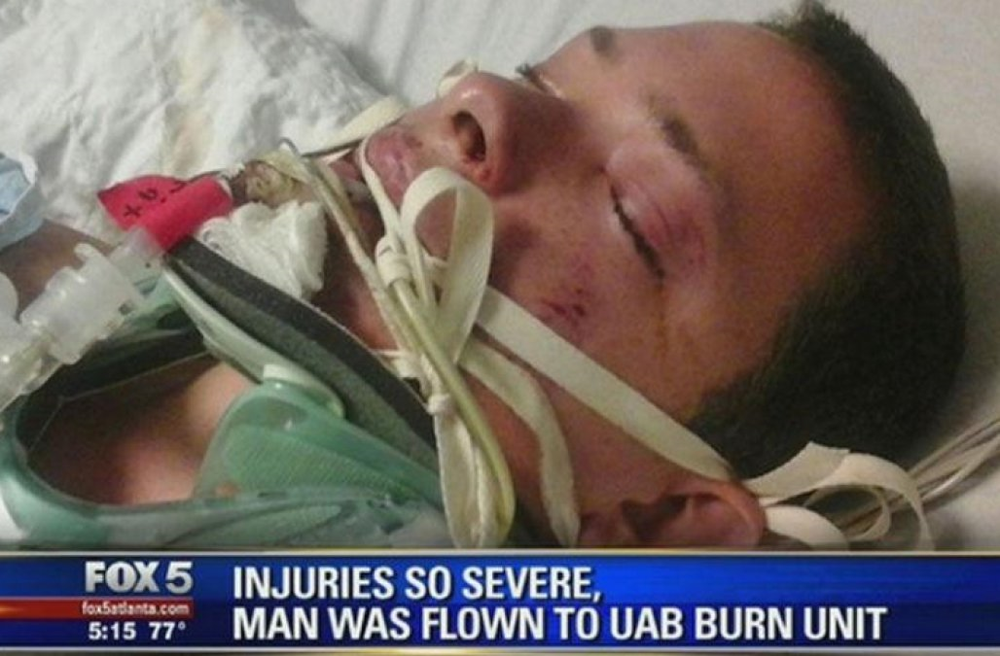 FOX 5
fox5atlanta.com
5:15 77°
INJURIES SO SEVERE,
MAN WAS FLOWN TO UAB BURN UNIT